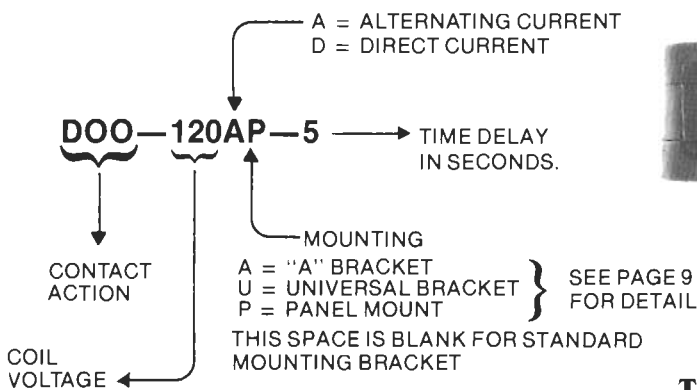 A = ALTERNATING CURRENT
D = DIRECT CURRENT
DOO—120AP—5
TIME DELAY
IN SECONDS.
CONTACT
ACTION
MOUNTING
A = "A" BRACKET
U = UNIVERSAL BRACKET
P = PANEL MOUNT
SEE PAGE 9
FOR DETAIL
THIS SPACE IS BLANK FOR STANDARD
MOUNTING BRACKET
COIL
VOLTAGE